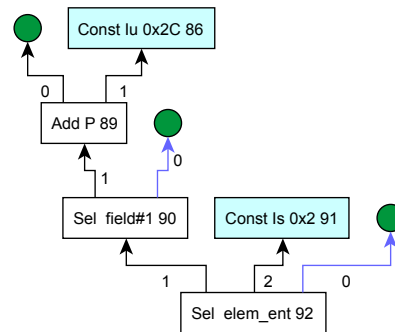 Const Iu 0x2C 86
0
1
Add P 89
0
1
Sel field#1 90
Const Is 0x2 91
1
2
0
Sel elem_ent 92